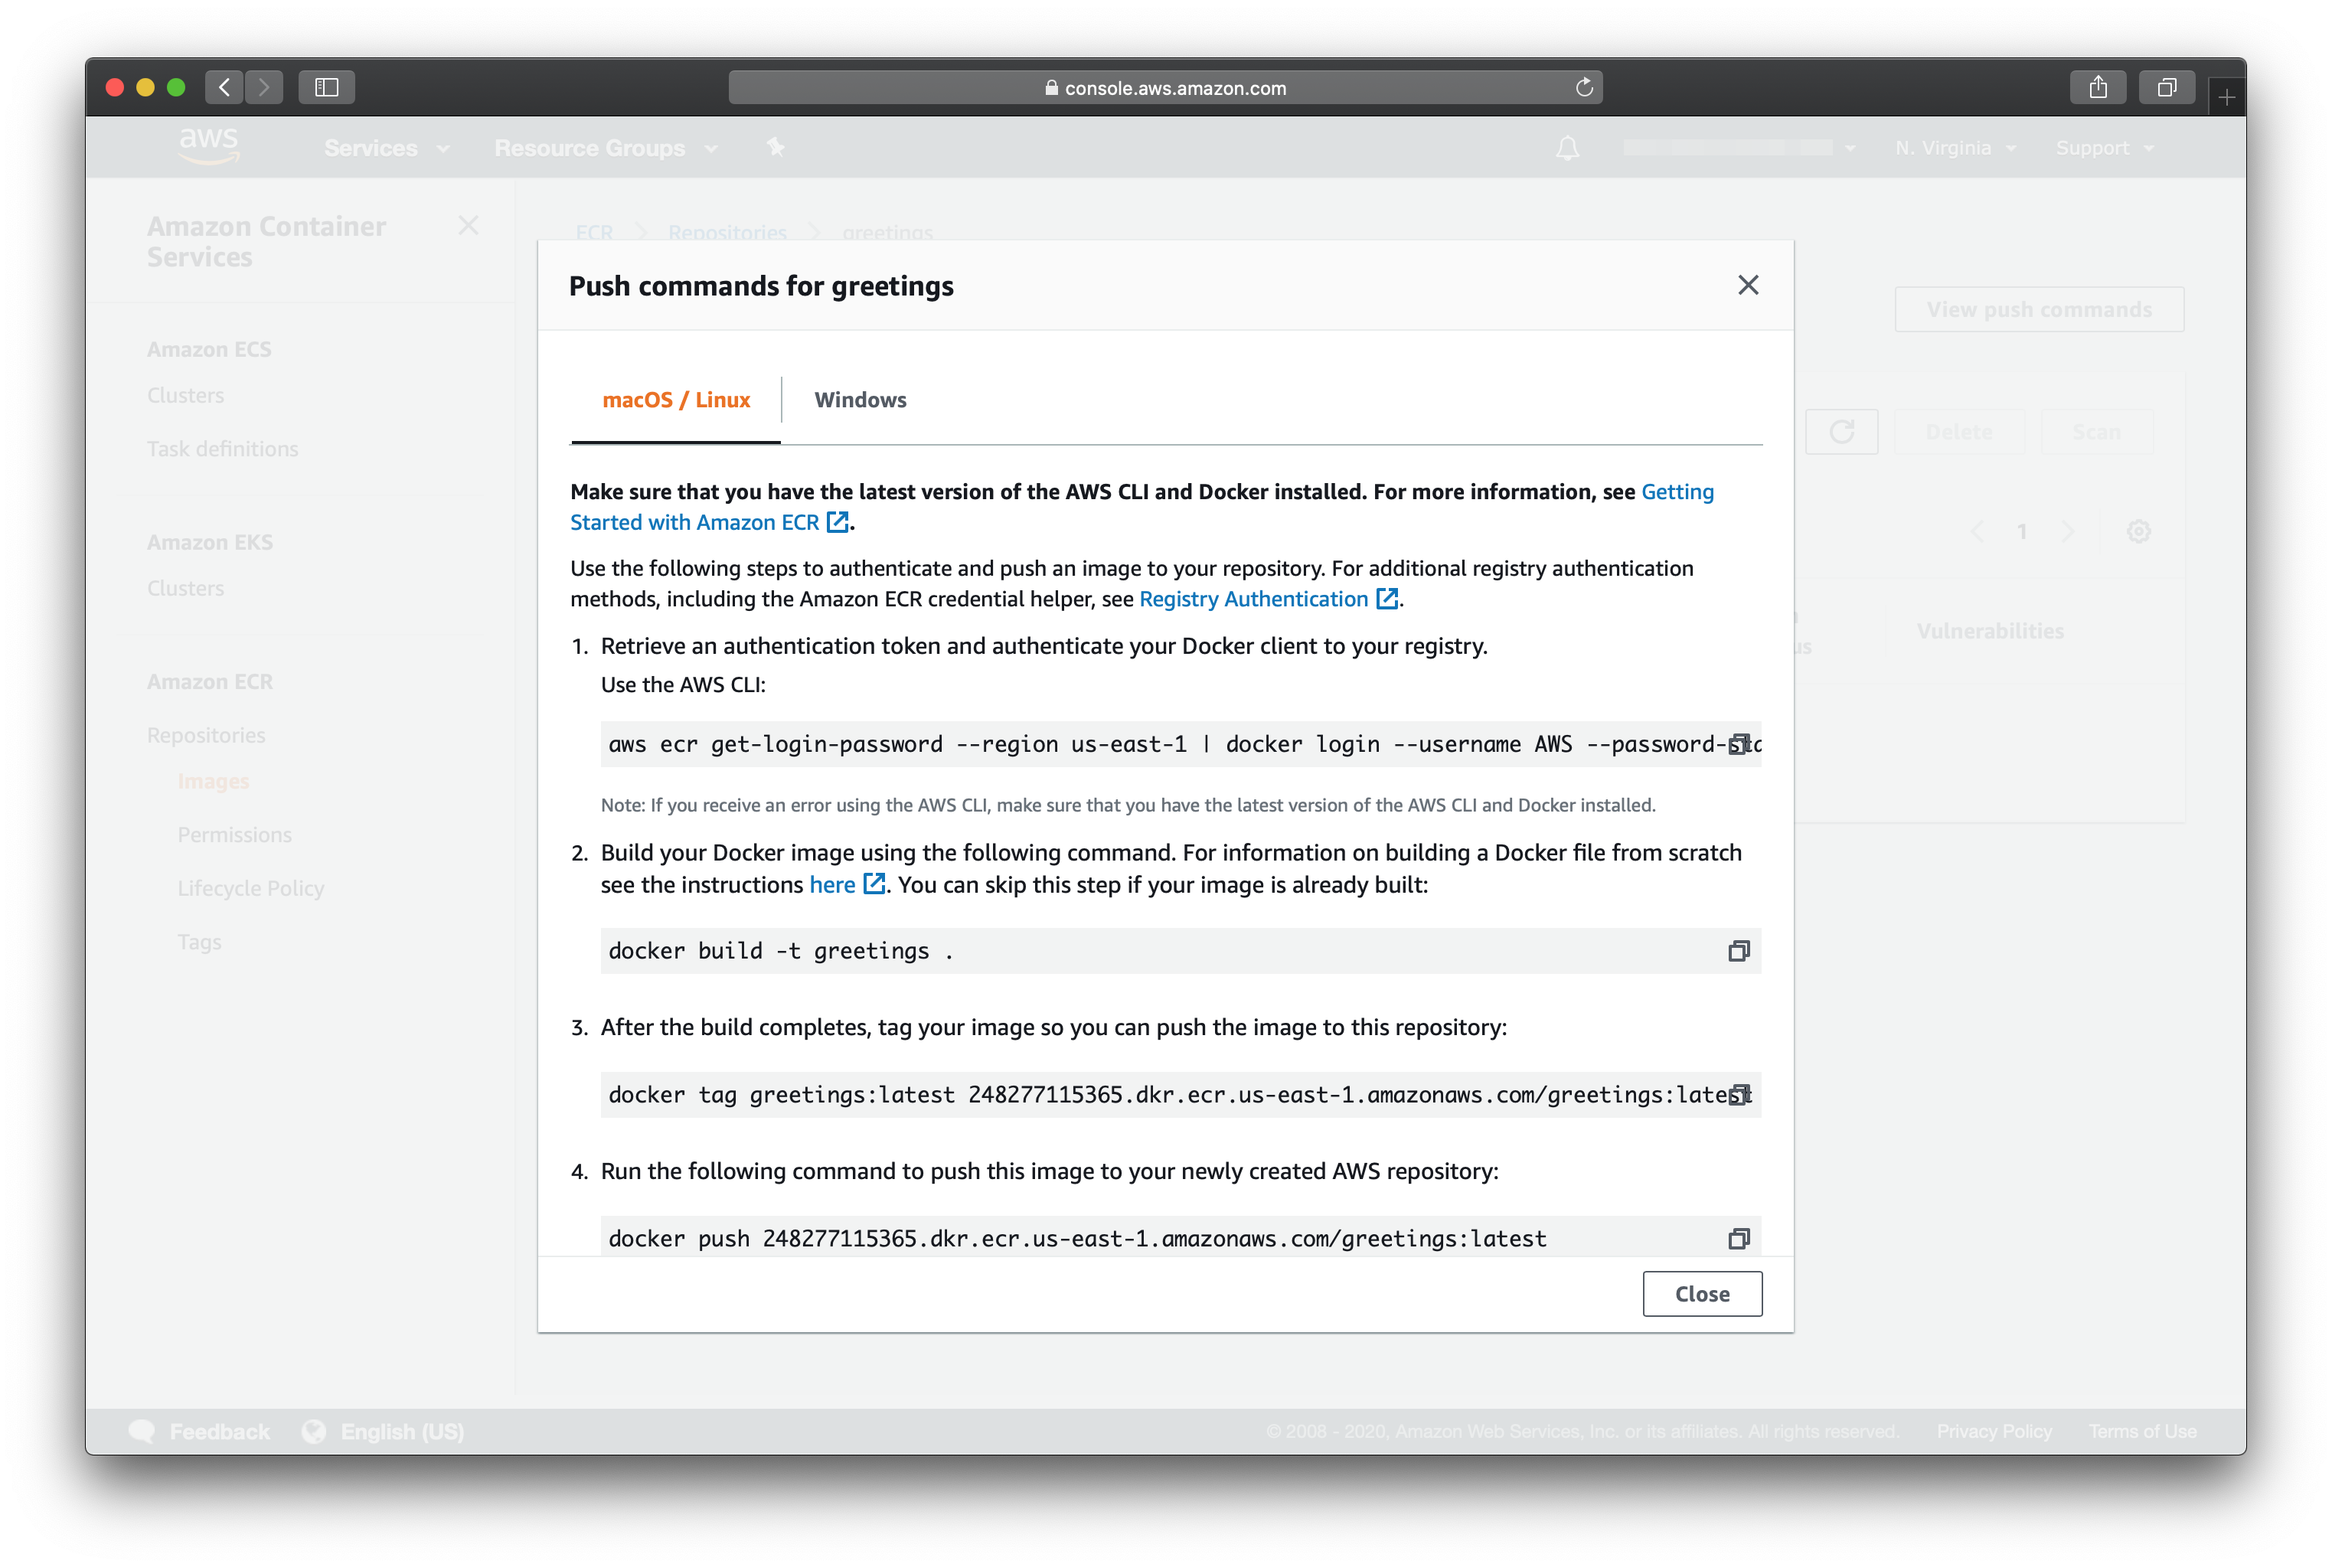 console.aws.amazon.com
aws
Services
Resource Groups
N. Virginia
Support
Amazon Container
Services
Amazon ECS
Clusters
Task definitions
Amazon EKS
Clusters
Amazon ECR
Repositories
Images
Permissions
Lifecycle Policy
Tags
ECR
Repositories
greetings
View push commands
Delete
Scan
1
us
Vulnerabilities
Push commands for greetings
macOS / Linux
Windows
Make sure that you have the latest version of the AWS CLI and Docker installed. For more information, see Getting
Started with Amazon ECR.
Use the following steps to authenticate and push an image to your repository. For additional registry authentication
methods, including the Amazon ECR credential helper, see Registry Authentication.
1. Retrieve an authentication token and authenticate your Docker client to your registry.
Use the AWS CLI:
aws ecr get-login-password --region us-east-1 | docker login --username AWS --password-
Note: If you receive an error using the AWS CLI, make sure that you have the latest version of the AWS CLI and Docker installed.
2. Build your Docker image using the following command. For information on building a Docker file from scratch
see the instructions here. You can skip this step if your image is already built:
docker build -t greetings .
3. After the build completes, tag your image so you can push the image to this repository:
docker tag greetings:latest 248277115365.dkr.ecr.us-east-1.amazonaws.com/greetings:latest
4. Run the following command to push this image to your newly created AWS repository:
docker push 248277115365.dkr.ecr.us-east-1.amazonaws.com/greetings:latest
Close
Feedback
English (US)
© 2008 - 2020, Amazon Web Services, Inc. or its affiliates. All rights reserved.
Privacy Policy
Terms of Use